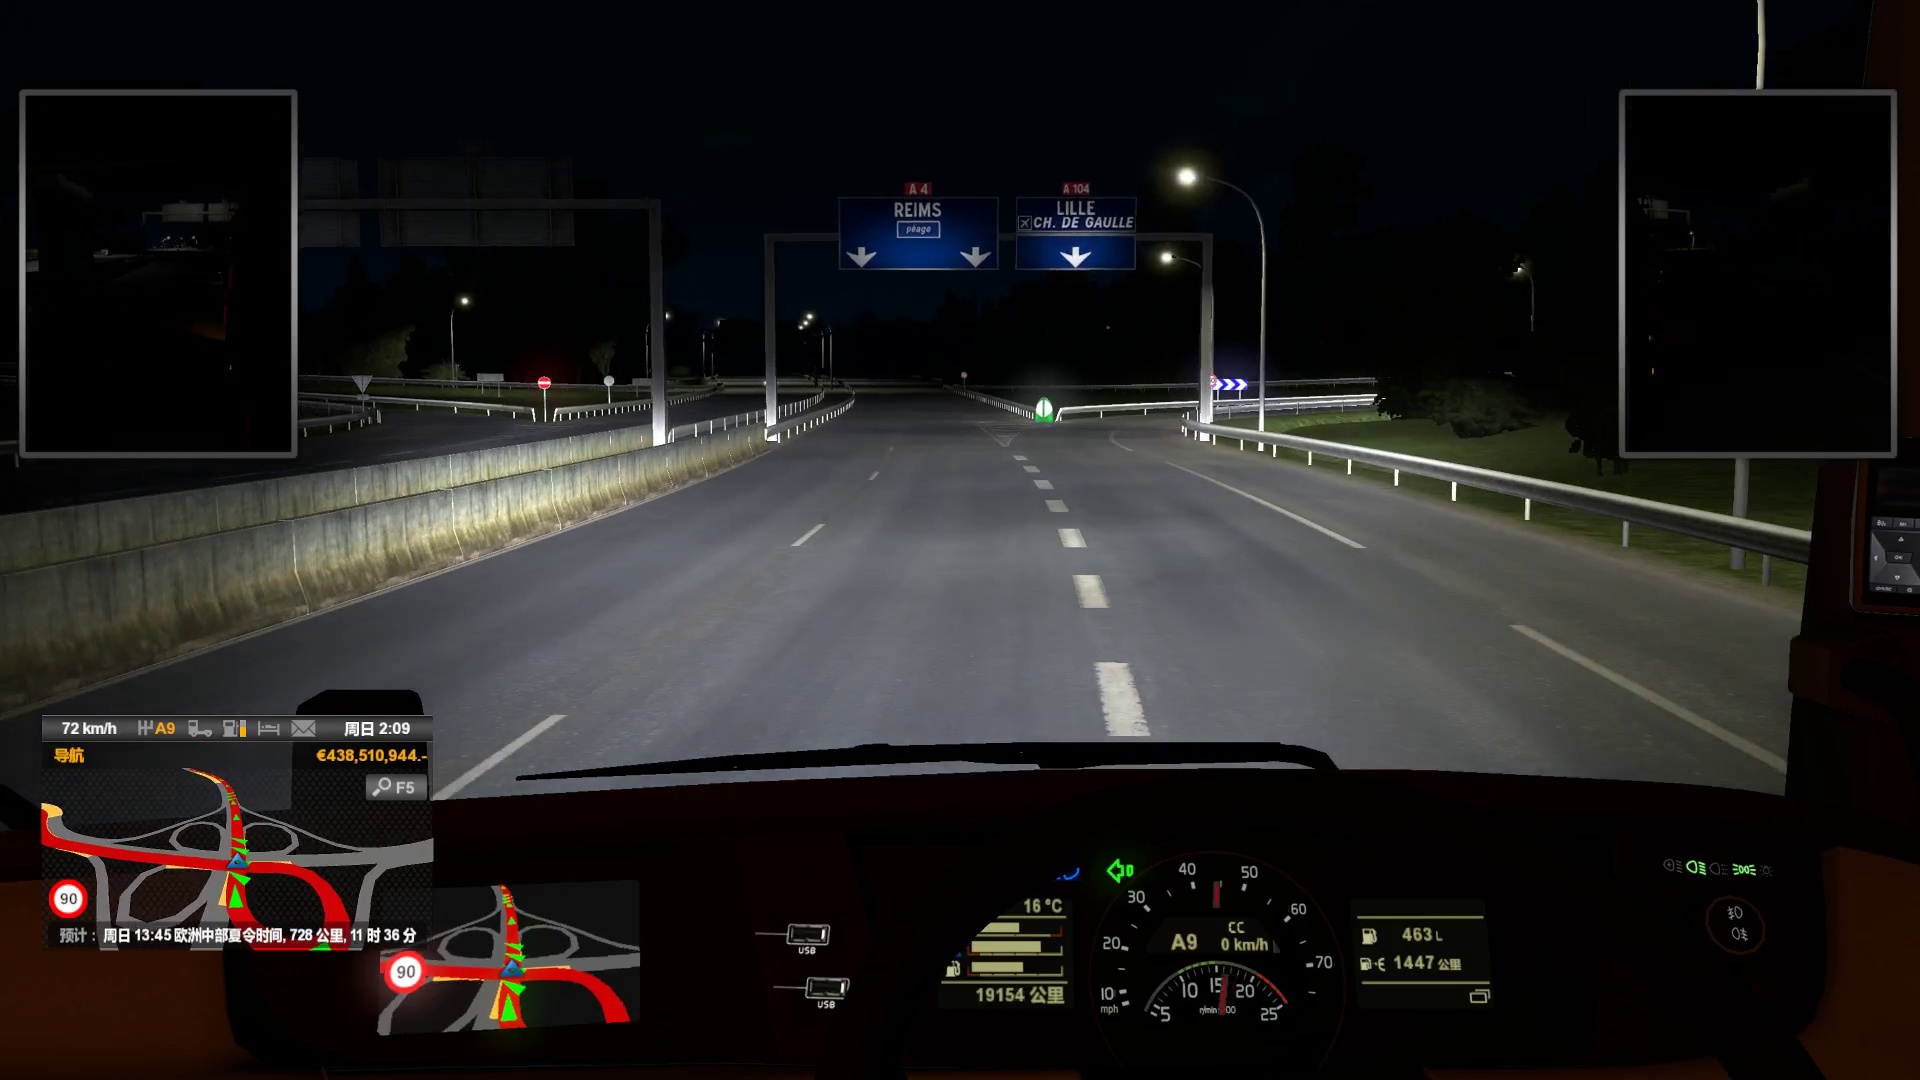 A 4
REIMS
péage
A 104
LILLE
CH. DE GAULLE
72 km/h
A9
周日 2:09
导航
€438,510,944.-
F5
90
预计： 周日 13:45 欧洲中部夏令时间, 728 公里, 11 时 36 分
90
USB
USB
16 °C
19154 公里
10 20 30 40 50 60 70
mph
CC
A9 0 km/h
5 10 15 20 25
463 L
1447 公里